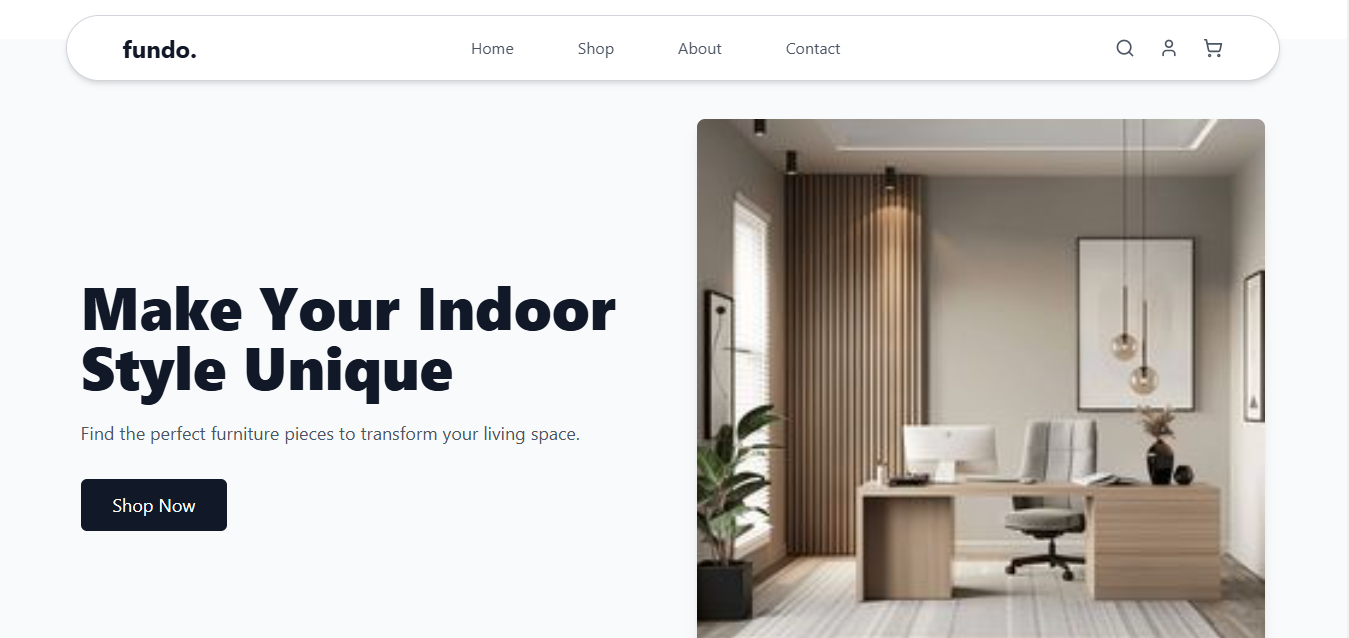 fundo.
Home
Shop
About
Contact
Make Your Indoor
Style Unique
Find the perfect furniture pieces to transform your living space.
Shop Now